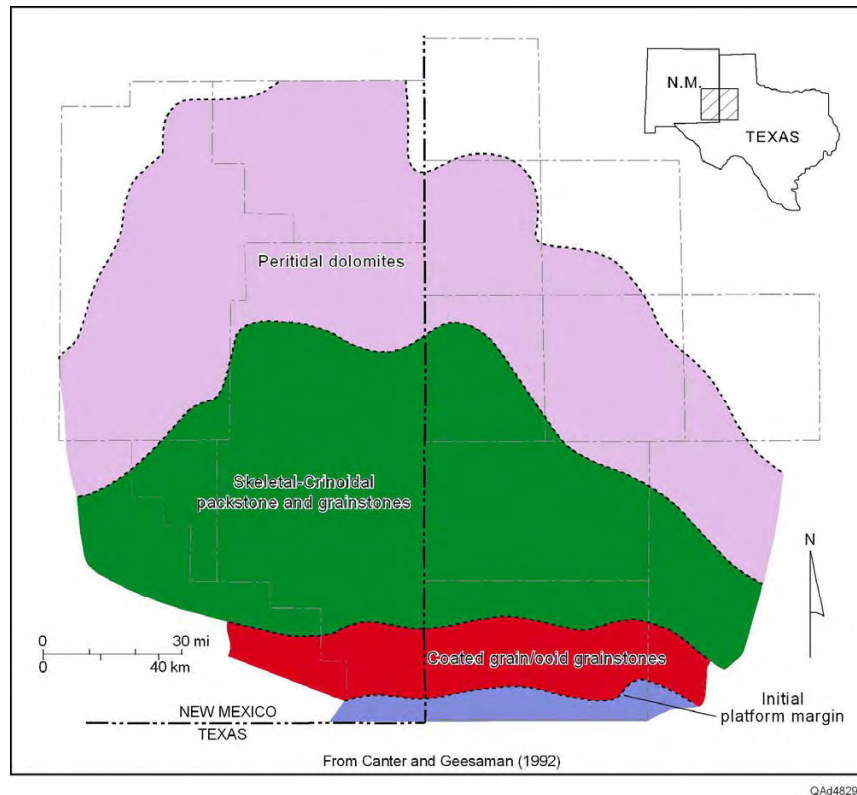 N.M.
TEXAS
Peritidal dolomites
Skeletal-Crinoidal
packstone and grainstones
N
0 30 mi
0 40 km
Coated grain/ooid grainstones
Initial
platform margin
NEW MEXICO
TEXAS
From Canter and Geesaman (1992)
QAd4829